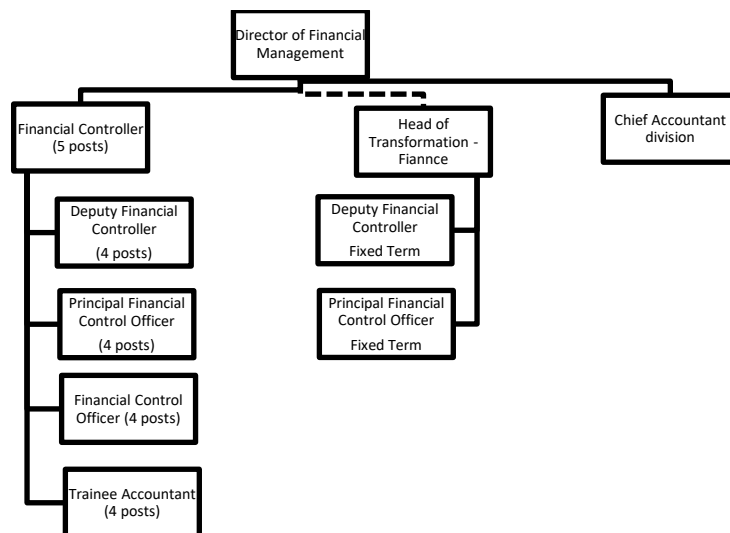 Director of Financial
Management
Financial Controller
(5 posts)
Head of
Transformation -
Fiannce
Chief Accountant
division
Deputy Financial
Controller
(4 posts)
Principal Financial
Control Officer
(4 posts)
Financial Control
Officer (4 posts)
Trainee Accountant
(4 posts)
Deputy Financial
Controller
Fixed Term
Principal Financial
Control Officer
Fixed Term